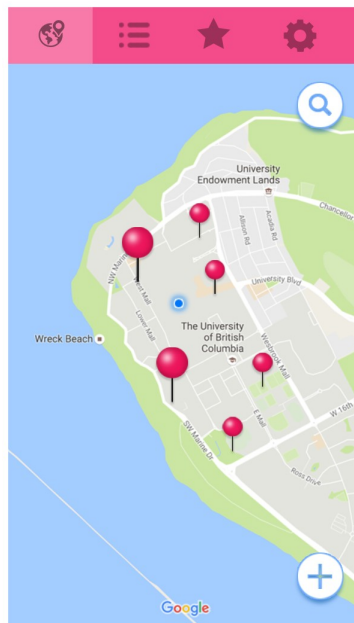 University
Endowment Lands
Chancellor
Allison Rd
Acadia Rd
NW Marine
University Blvd
West Mall
Lower Mall
The University
of British
Columbia
Wreck Beach
Wesbrook Mall
W 16th
E Mall
SW Marine Dr
Ross Drive
Google